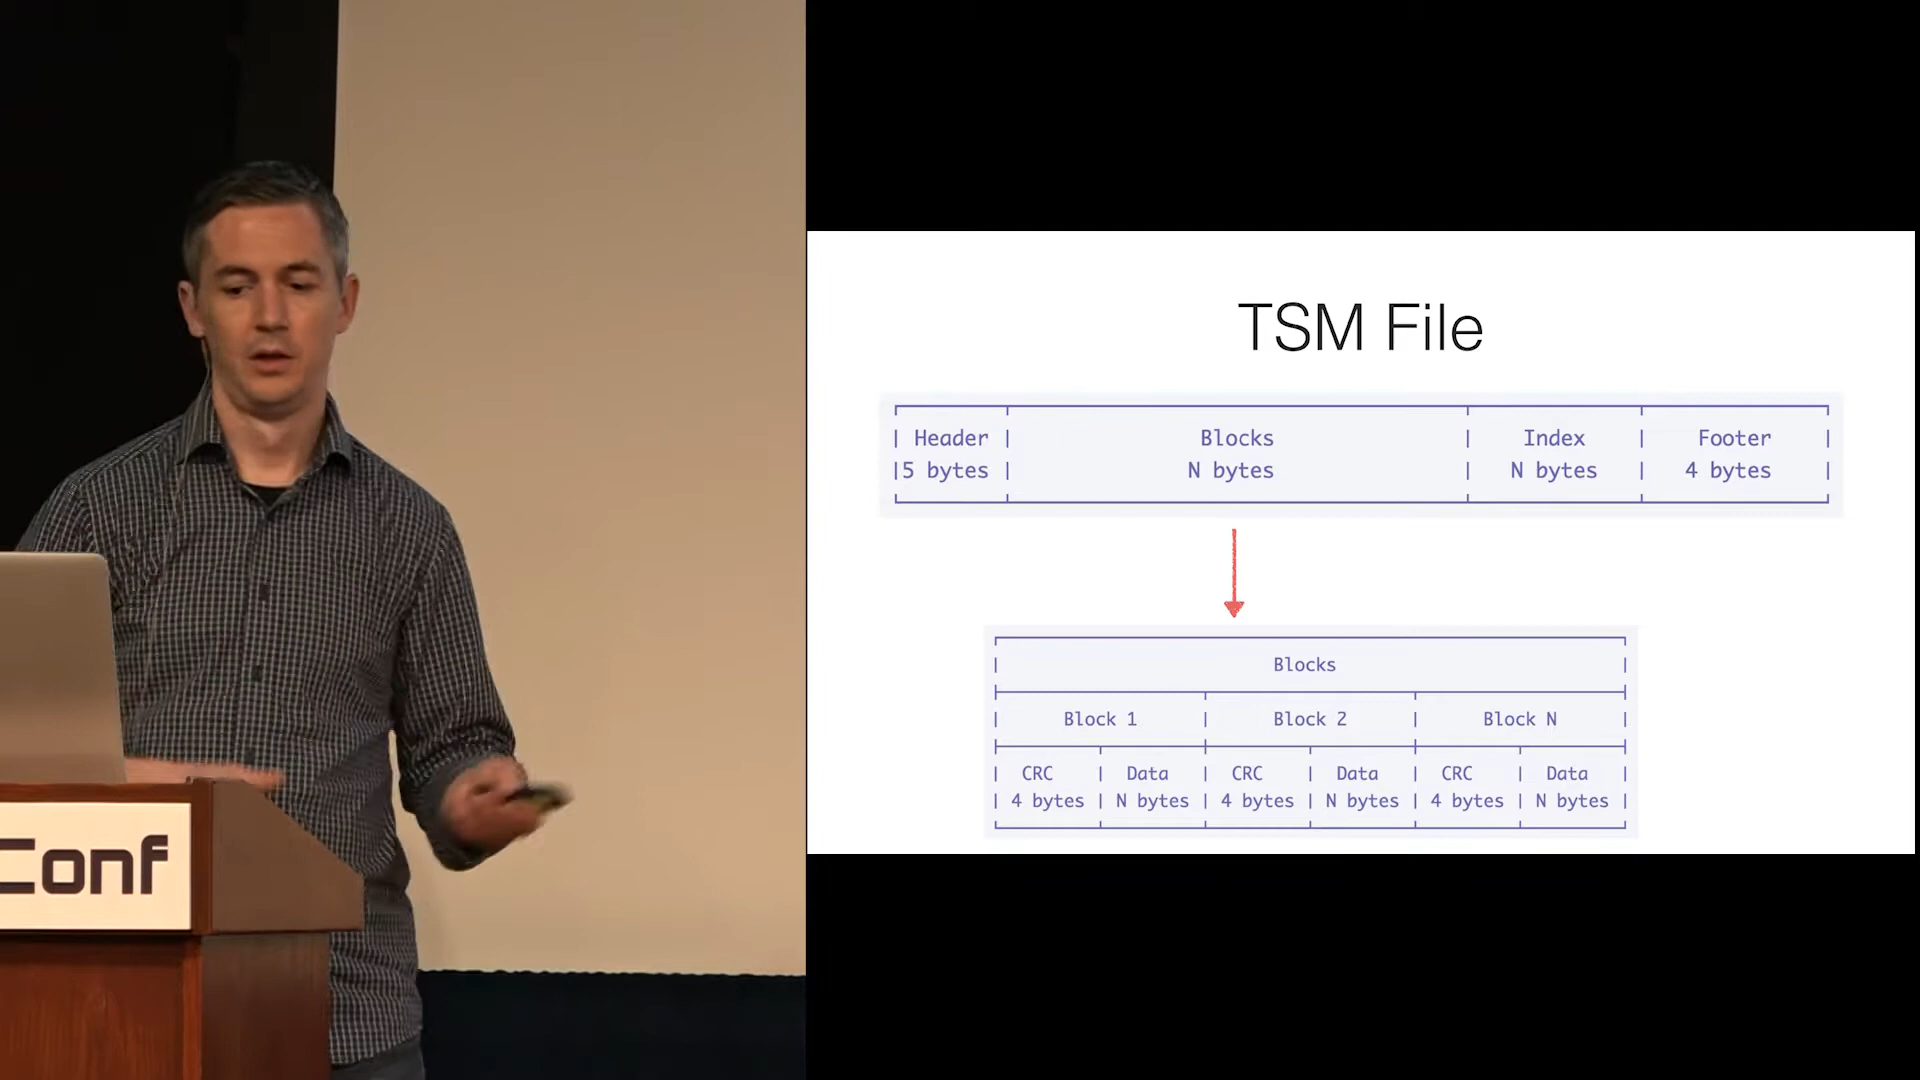 Conf
TSM File
Header Blocks Index Footer
5 bytes N bytes N bytes 4 bytes
Blocks
Block 1 Block 2 Block N
CRC Data CRC Data CRC Data
4 bytes N bytes 4 bytes N bytes 4 bytes N bytes